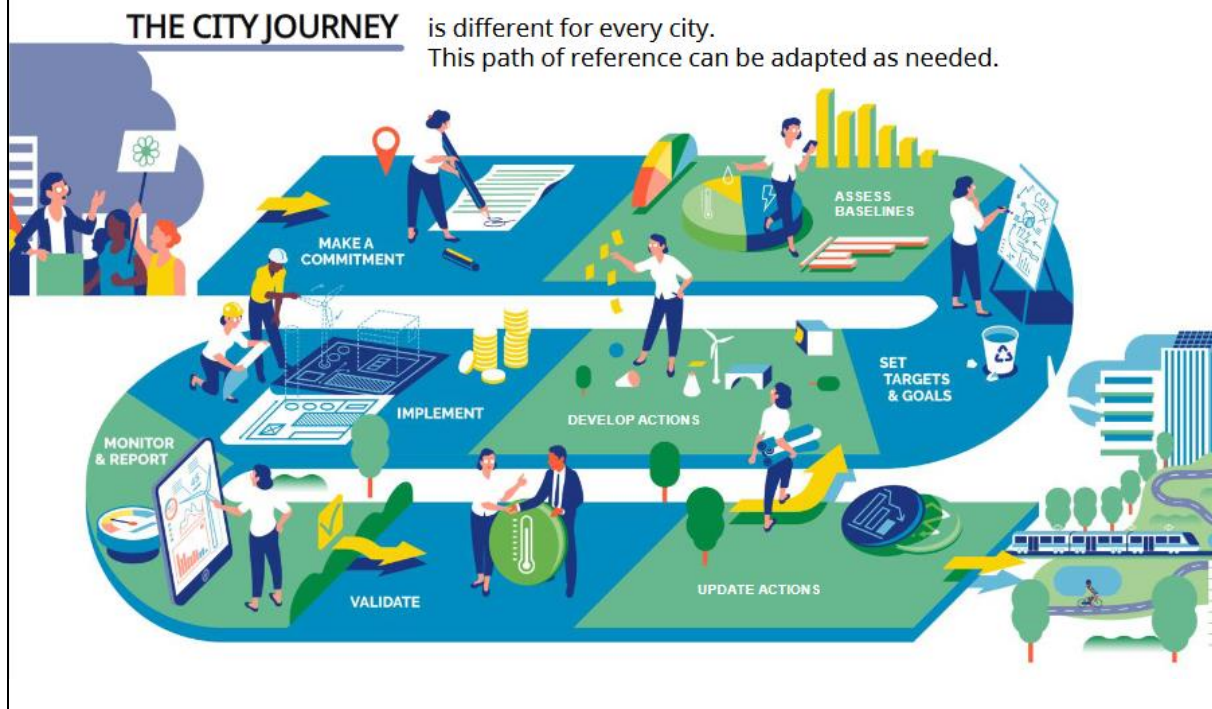 THE CITY JOURNEY
is different for every city.
This path of reference can be adapted as needed.
MAKE A
COMMITMENT
ASSESS
BASELINES
CO2
SET
TARGETS
& GOALS
DEVELOP ACTIONS
IMPLEMENT
MONITOR
& REPORT
VALIDATE
UPDATE ACTIONS